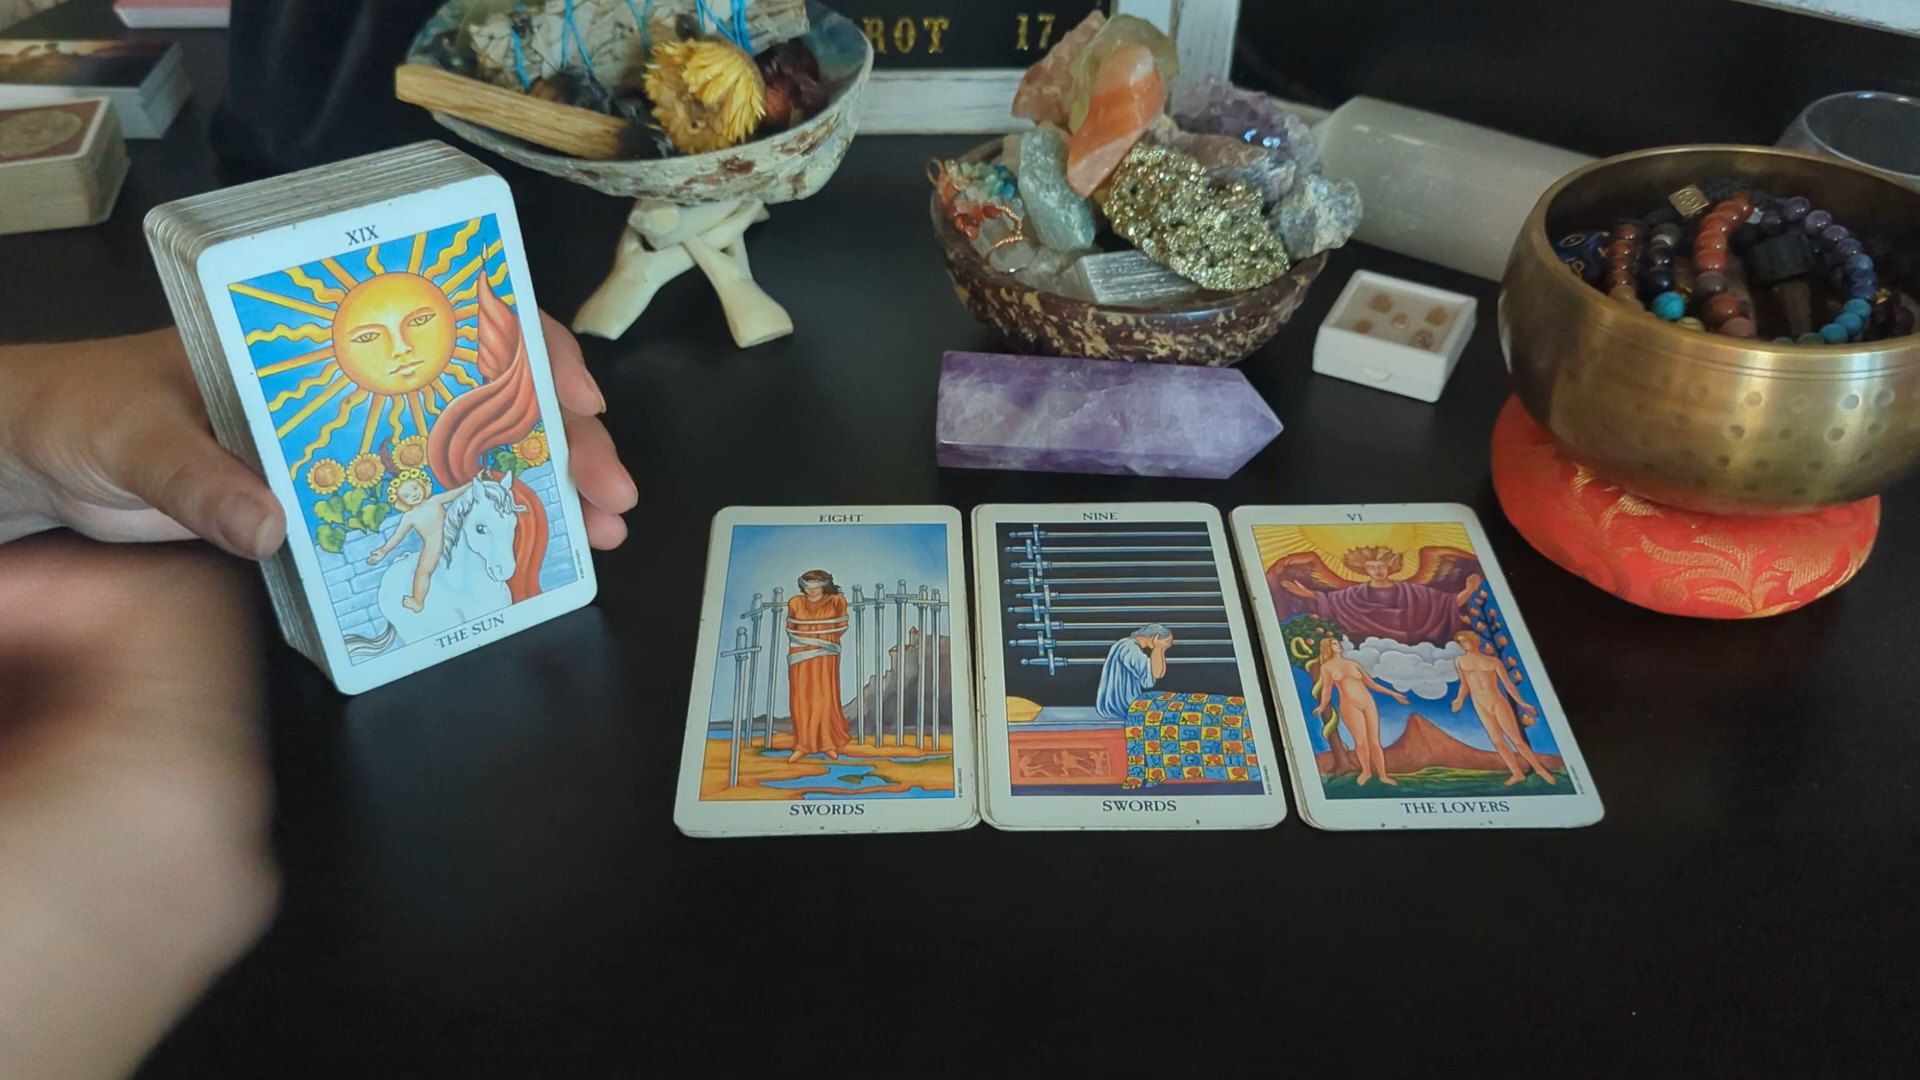 ROT 17
XIX
THE SUN
EIGHT
SWORDS
NINE
SWORDS
VI
THE LOVERS